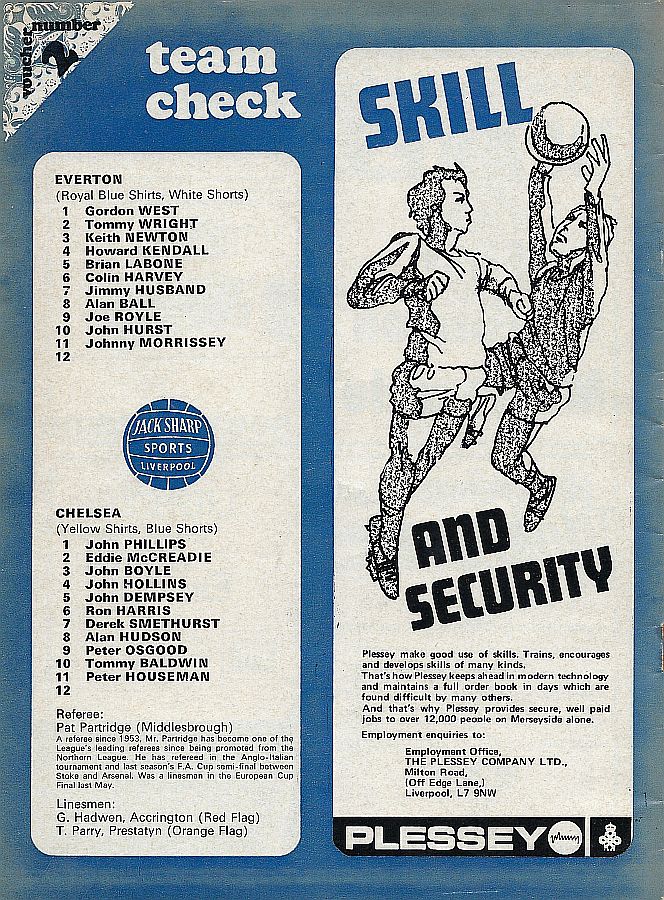 voucher number
2
team
check
EVERTON
(Royal Blue Shirts, White Shorts)
1 Gordon WEST
2 Tommy WRIGHT
3 Keith NEWTON
4 Howard KENDALL
5 Brian LABONE
6 Colin HARVEY
7 Jimmy HUSBAND
8 Alan BALL
9 Joe ROYLE
10 John HURST
11 Johnny MORRISSEY
12
JACK SHARP
SPORTS
LIVERPOOL
CHELSEA
(Yellow Shirts, Blue Shorts)
1 John PHILLIPS
2 Eddie McCREADIE
3 John BOYLE
4 John HOLLINS
5 John DEMPSEY
6 Ron HARRIS
7 Derek SMETHURST
8 Alan HUDSON
9 Peter OSGOOD
10 Tommy BALDWIN
11 Peter HOUSEMAN
12
Referee:
Pat Partridge (Middlesbrough)
A referee since 1953, Mr. Partridge has become one of the
League's leading referees since being promoted from the
Northern League. He has refereed in the Anglo-Italian
tournament and last season's F.A. Cup semi-final between
Stoke and Arsenal. Was a linesman in the European Cup
Final last May.
Linesmen:
G. Hadwen, Accrington (Red Flag)
T. Parry, Prestatyn (Orange Flag)
SKILL
AND
SECURITY
Plessey make good use of skills. Trains, encourages
and develops skills of many kinds.
That's how Plessey keeps ahead in modern technology
and maintains a full order book in days which are
found difficult by many others.
And that's why Plessey provides secure, well paid
jobs to over 12,000 people on Merseyside alone.
Employment enquiries to:
Employment Office,
THE PLESSEY COMPANY LTD.,
Milton Road,
(Off Edge Lane,)
Liverpool, L7 9NW
PLESSEY